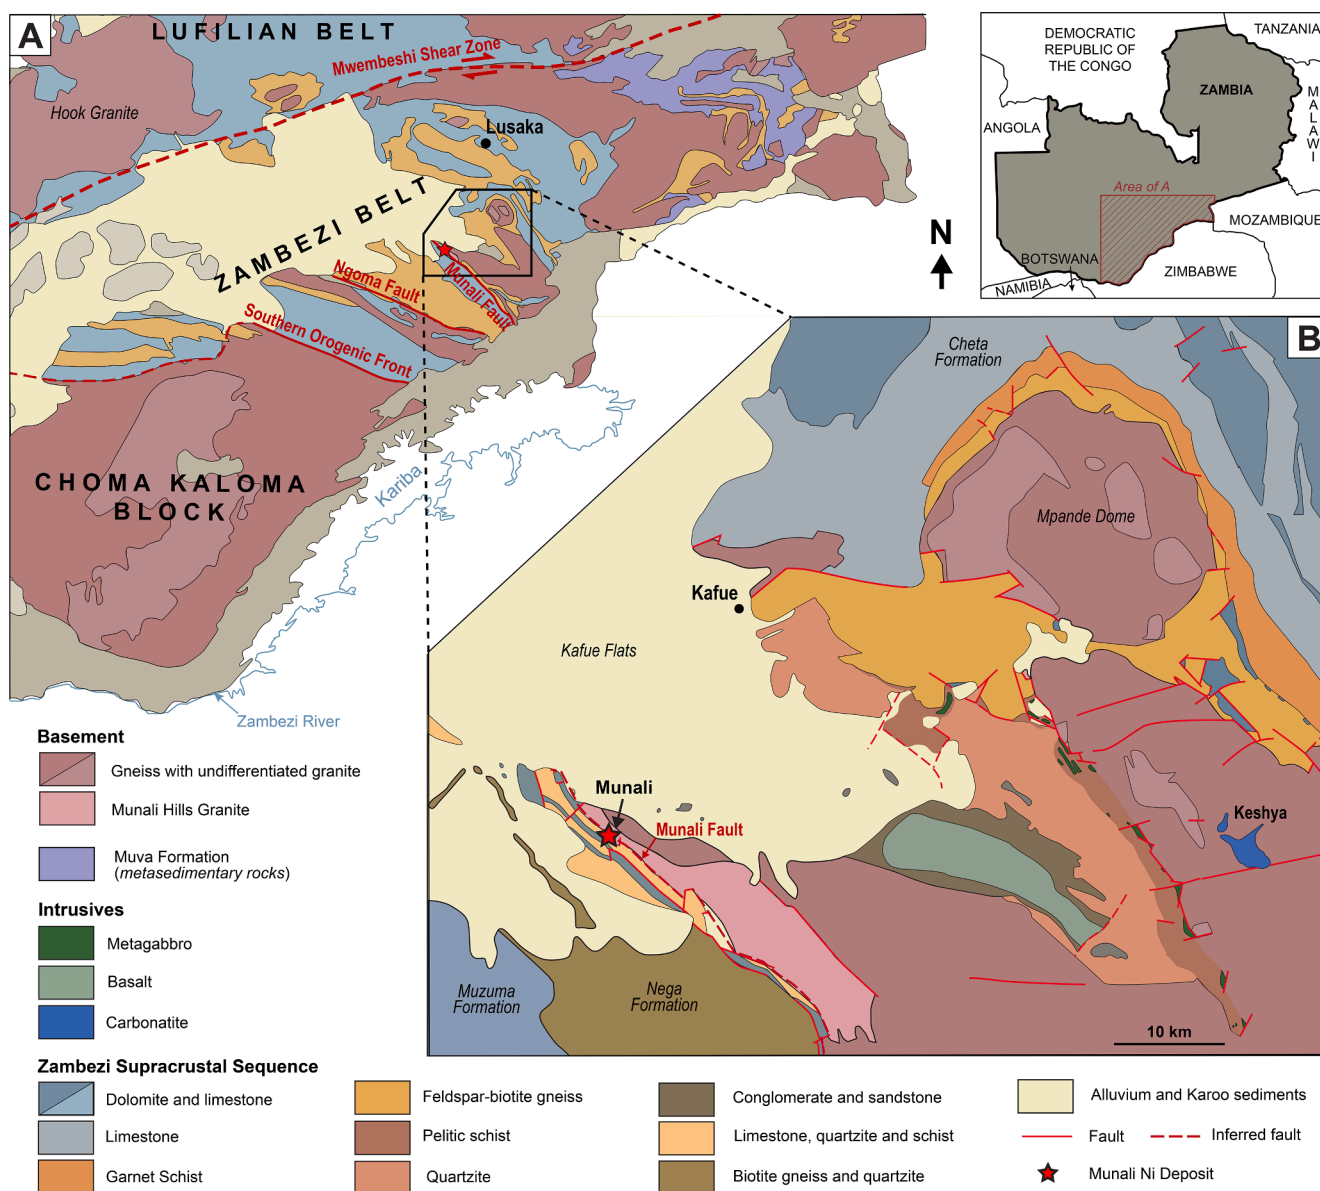 A
LUFILIAN BELT
Mwembeshi Shear Zone
Hook Granite
Lusaka
ZAMBEZI BELT
Ngoma Fault
Munali Fault
Southern Orogenic Front
CHOMA KALOMA
BLOCK
Kariba
Zambezi River
DEMOCRATIC
REPUBLIC OF
THE CONGO
TANZANIA
ZAMBIA
MALAWI
ANGOLA
Area of A
MOZAMBIQUE
BOTSWANA
ZIMBABWE
NAMIBIA
N
B
Cheta
Formation
Mpande Dome
Kafue
Kafue Flats
Munali
Munali Fault
Keshya
Muzuma
Formation
Nega
Formation
10 km
Basement
Gneiss with undifferentiated granite
Munali Hills Granite
Muva Formation
(metasedimentary rocks)
Intrusives
Metagabbro
Basalt
Carbonatite
Zambezi Supracrustal Sequence
Dolomite and limestone
Limestone
Garnet Schist
Feldspar-biotite gneiss
Pelitic schist
Quartzite
Conglomerate and sandstone
Limestone, quartzite and schist
Biotite gneiss and quartzite
Alluvium and Karoo sediments
Fault
Inferred fault
Munali Ni Deposit